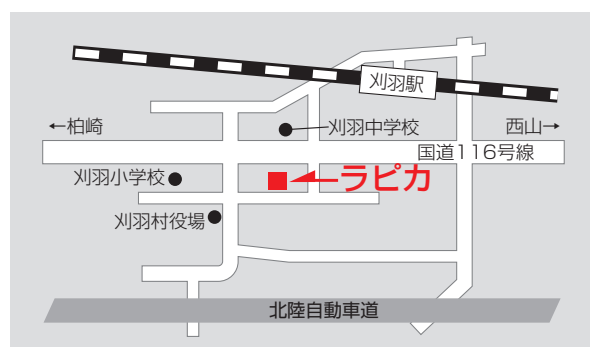 刈羽駅
←柏崎
刈羽中学校
西山→
国道116号線
刈羽小学校
ラピカ
刈羽村役場
北陸自動車道